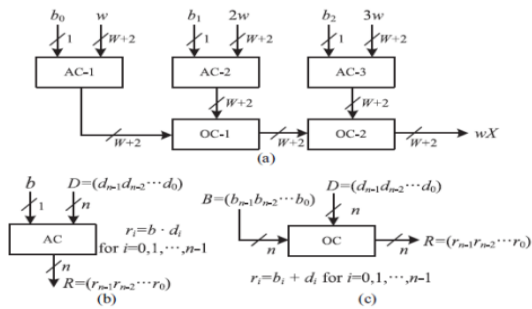 b₀ w b₁ 2w b₂ 3w
1 W+2 1 W+2 1 W+2
AC-1 AC-2 AC-3
W+2 W+2
OC-1 OC-2 wX
W+2 W+2 W+2
(a)
b D=(dₙ₋₁dₙ₋₂···d₀)
1 n
AC
rᵢ=b · dᵢ
for i=0,1,···,n-1
n
R=(rₙ₋₁rₙ₋₂···r₀)
(b)
D=(dₙ₋₁dₙ₋₂···d₀)
B=(bₙ₋₁bₙ₋₂···b₀)
n
n OC n R=(rₙ₋₁rₙ₋₂··· r₀)
rᵢ=bᵢ + dᵢ for i=0,1,···,n-1
(c)